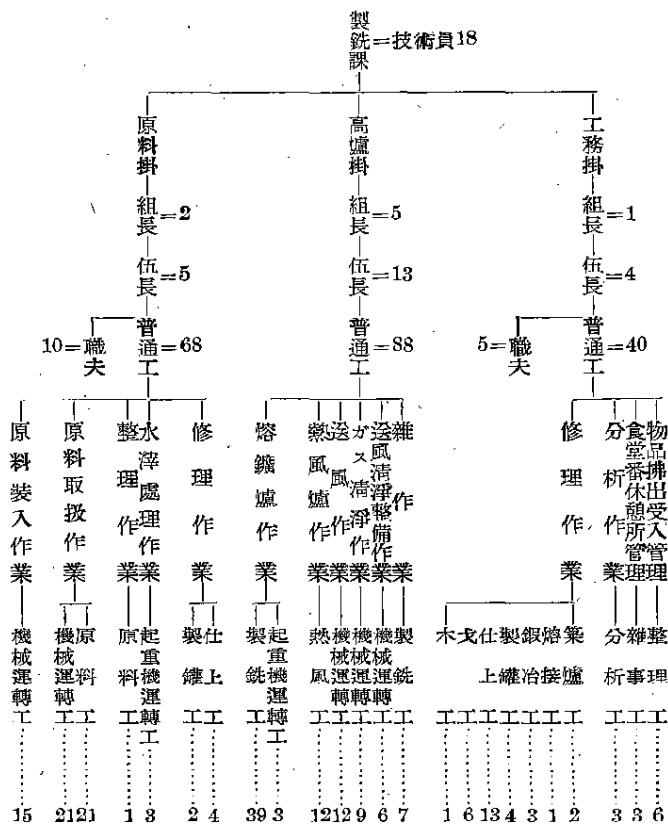 製銑課=技術員18
原料掛
高爐掛
工務掛
組長=2
組長=5
組長=1
伍長=5
伍長=13
伍長=4
10=職夫
普通工=68
普通工=88
5=職夫
普通工=40
原料裝入作業
原料取扱作業
整理作業
水滓處理作業
修理作業
熔鑛爐作業
熱風爐作業
送風作業
ガス清淨作業
送風清淨整備作業
雜作業
修理作業
分析作業
食堂番休憩所管理
物品拂出受入管理
機械運轉工……15
機械運轉工……21
原料工……21
原料工……1
起重機運轉工……3
製罐工……2
仕上工……4
製銑工……39
起重機運轉工……3
熱風工……12
機械運轉工……12
機械運轉工……9
機械運轉工……6
製銑工……7
木工……1
戈工……6
仕上工……13
製罐工……4
鍛冶工……3
熔接工……1
築爐工……2
分析工……3
雜事工……3
整理工……6